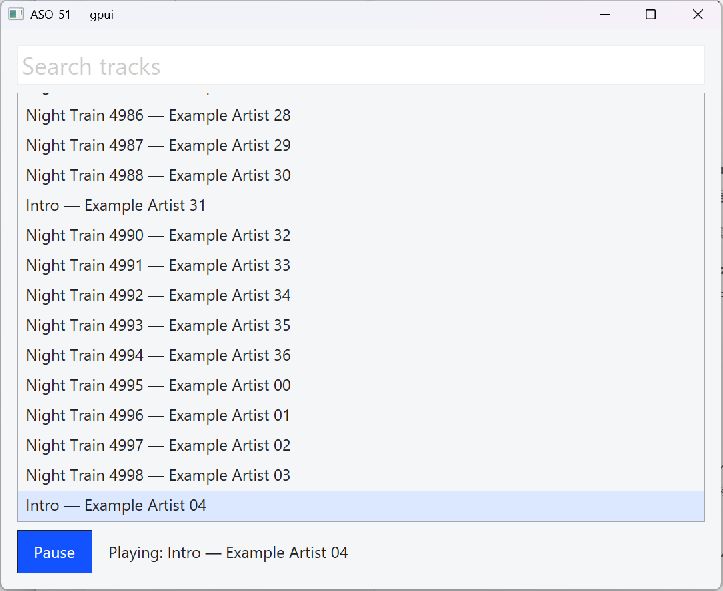 ASO 51 gpui
Search tracks
Night Train 4986 — Example Artist 28
Night Train 4987 — Example Artist 29
Night Train 4988 — Example Artist 30
Intro — Example Artist 31
Night Train 4990 — Example Artist 32
Night Train 4991 — Example Artist 33
Night Train 4992 — Example Artist 34
Night Train 4993 — Example Artist 35
Night Train 4994 — Example Artist 36
Night Train 4995 — Example Artist 00
Night Train 4996 — Example Artist 01
Night Train 4997 — Example Artist 02
Night Train 4998 — Example Artist 03
Intro — Example Artist 04
Pause Playing: Intro — Example Artist 04